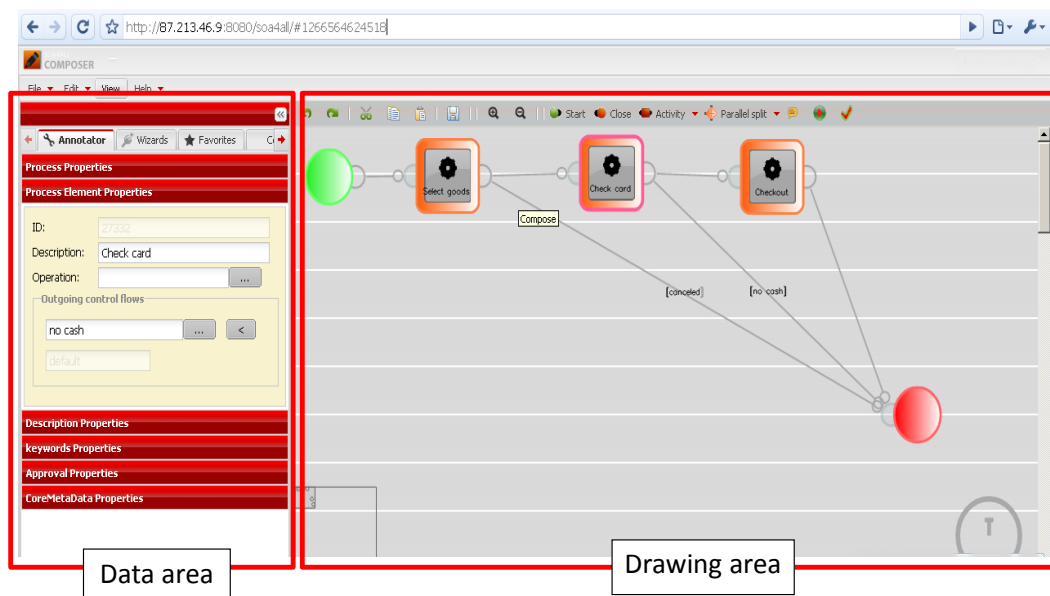 http://87.213.46.9:8080/soa4all/#1266564624518
COMPOSER
File Edit View Help
Start Close Activity Parallel split
Annotator Wizards Favorites C
Process Properties
Process Element Properties
ID: 27332
Description: Check card
Operation: ...
Outgoing control flows
no cash ... <
default
Description Properties
keywords Properties
Approval Properties
CoreMetaData Properties
Select goods
Check card
Checkout
Compose
[canceled]
[no cash]
T
Data area
Drawing area